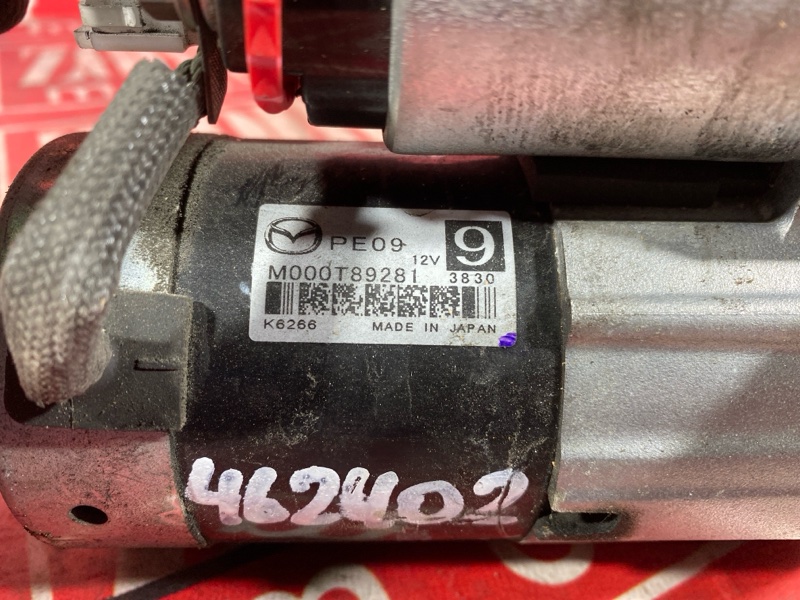 PE09
12V
9
M000T89281
3830
K6266 MADE IN JAPAN
462402